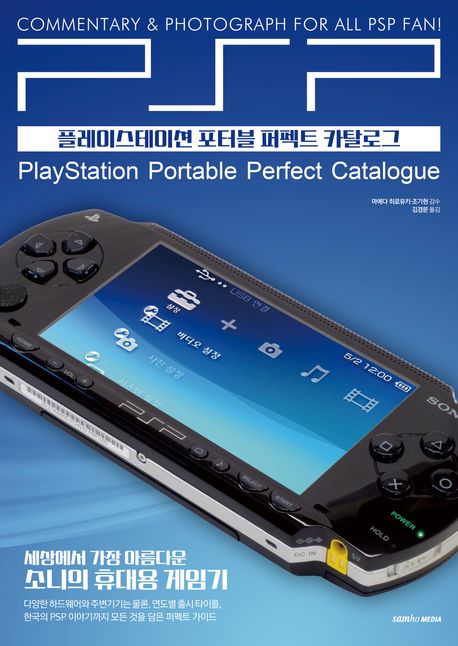 COMMENTARY & PHOTOGRAPH FOR ALL PSP FAN!
PSP
플레이스테이션 포터블 퍼펙트 카탈로그
PlayStation Portable Perfect Catalogue
마에다 히로유키·조기현 감수
김경문 옮김
USB 연결
설정
비디오 설정
사진 설정
5/2 12:00
HOME
VOL
PSP
SELECT
START
SONY
POWER
HOLD
DC IN 5V
세상에서 가장 아름다운
소니의 휴대용 게임기
다양한 하드웨어와 주변기기는 물론, 연도별 출시 타이틀,
한국의 PSP 이야기까지 모든 것을 담은 퍼펙트 가이드
samho MEDIA